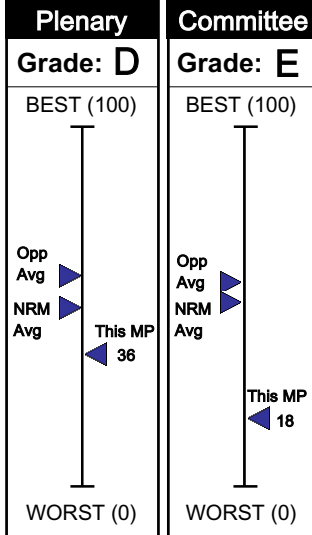 Plenary
Grade: D
BEST (100)
Opp
Avg
NRM
Avg
This MP
36
WORST (0)
Committee
Grade: E
BEST (100)
Opp
Avg
NRM
Avg
This MP
18
WORST (0)